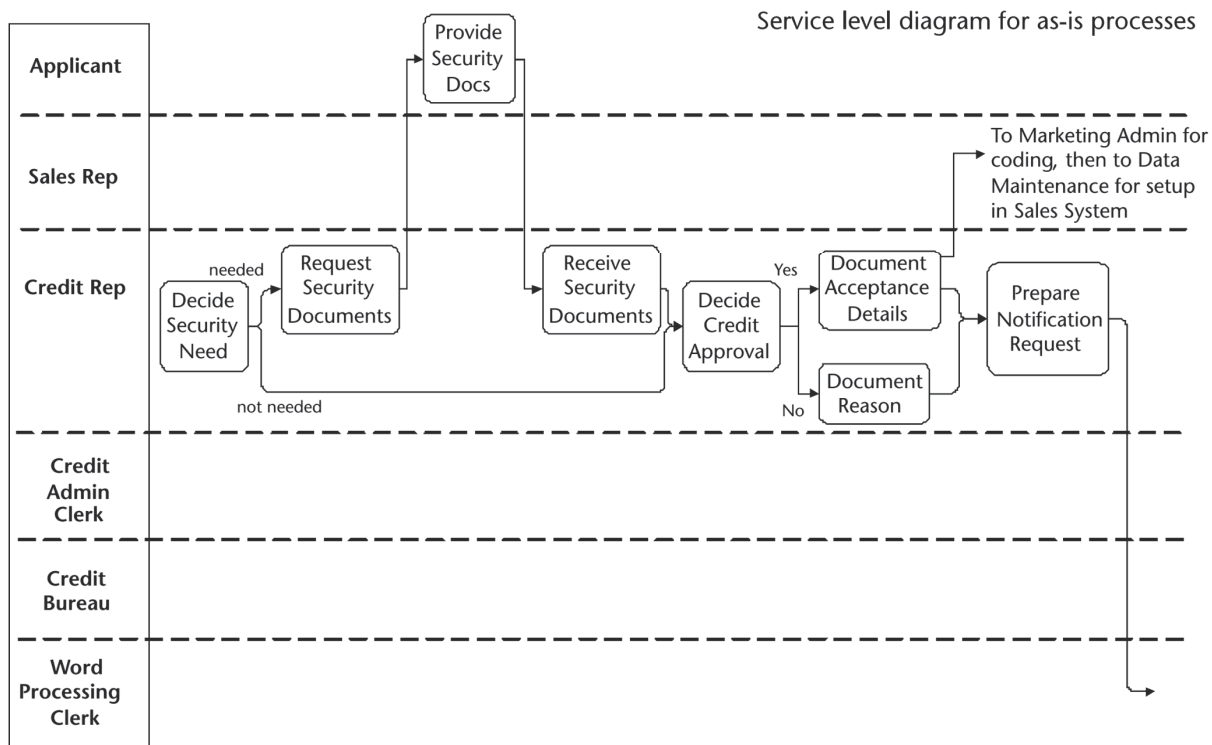 Service level diagram for as-is processes
Applicant
Provide
Security
Docs
Sales Rep
To Marketing Admin for
coding, then to Data
Maintenance for setup
in Sales System
Credit Rep
Decide
Security
Need
needed
not needed
Request
Security
Documents
Receive
Security
Documents
Decide
Credit
Approval
Yes
No
Document
Acceptance
Details
Document
Reason
Prepare
Notification
Request
Credit
Admin
Clerk
Credit
Bureau
Word
Processing
Clerk